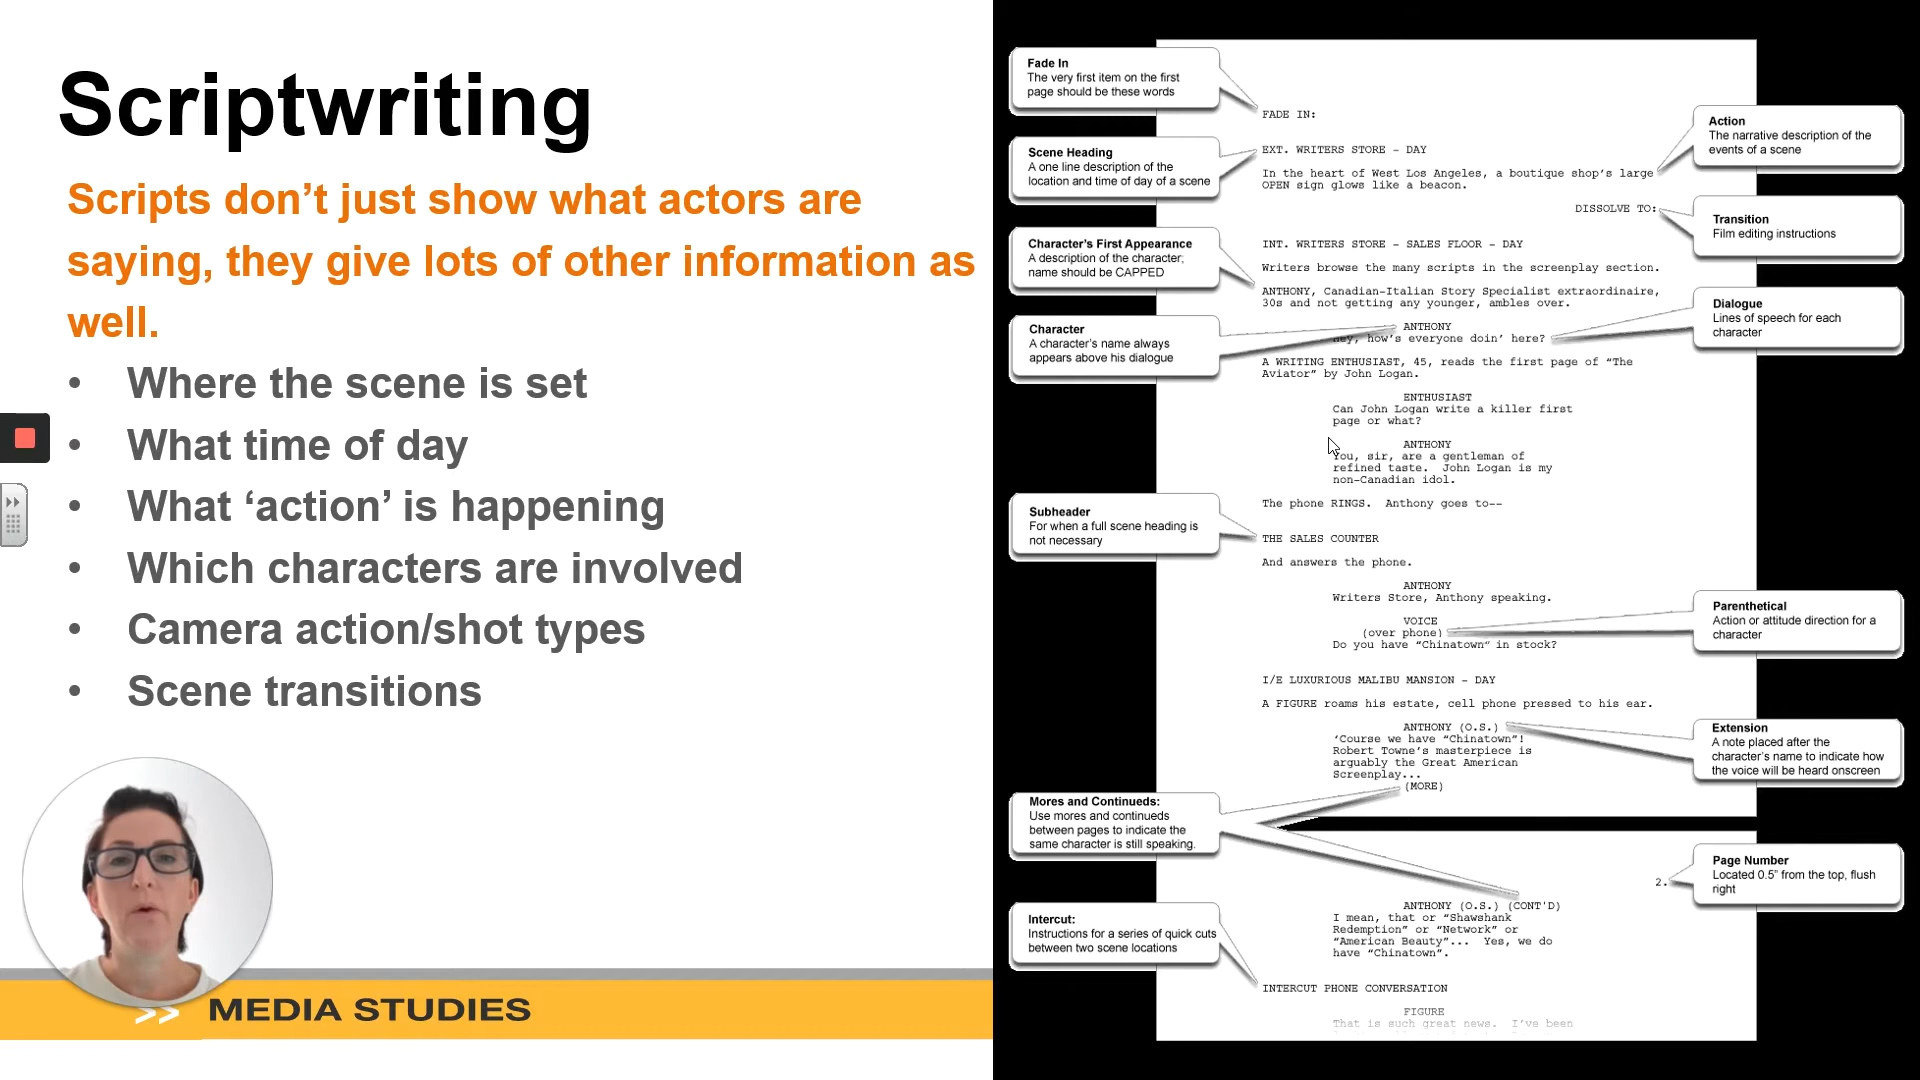 Scriptwriting
Scripts don’t just show what actors are
saying, they give lots of other information as
well.
• Where the scene is set
• What time of day
• What ‘action’ is happening
• Which characters are involved
• Camera action/shot types
• Scene transitions
>> MEDIA STUDIES
Fade In
The very first item on the first
page should be these words
Scene Heading
A one line description of the
location and time of day of a scene
Character’s First Appearance
A description of the character;
name should be CAPPED
Character
A character’s name always
appears above his dialogue
Subheader
For when a full scene heading is
not necessary
Mores and Continueds:
Use mores and continueds
between pages to indicate the
same character is still speaking.
Intercut:
Instructions for a series of quick cuts
between two scene locations
FADE IN:
EXT. WRITERS STORE - DAY
In the heart of West Los Angeles, a boutique shop’s large
OPEN sign glows like a beacon.
DISSOLVE TO:
INT. WRITERS STORE - SALES FLOOR - DAY
Writers browse the many scripts in the screenplay section.
ANTHONY, Canadian-Italian Story Specialist extraordinaire,
30s and not getting any younger, ambles over.
ANTHONY
Hey, how’s everyone doin’ here?
A WRITING ENTHUSIAST, 45, reads the first page of “The
Aviator” by John Logan.
ENTHUSIAST
Can John Logan write a killer first
page or what?
ANTHONY
You, sir, are a gentleman of
refined taste. John Logan is my
non-Canadian idol.
The phone RINGS. Anthony goes to--
THE SALES COUNTER
And answers the phone.
ANTHONY
Writers Store, Anthony speaking.
VOICE
(over phone)
Do you have “Chinatown” in stock?
I/E LUXURIOUS MALIBU MANSION - DAY
A FIGURE roams his estate, cell phone pressed to his ear.
ANTHONY (O.S.)
‘Course we have “Chinatown”!
Robert Towne’s masterpiece is
arguably the Great American
Screenplay...
(MORE)
2.
ANTHONY (O.S.) (CONT'D)
I mean, that or “Shawshank
Redemption” or “Network” or
“American Beauty”... Yes, we do
have “Chinatown”.
INTERCUT PHONE CONVERSATION
FIGURE
That is such great news. I’ve been
Action
The narrative description of the
events of a scene
Transition
Film editing instructions
Dialogue
Lines of speech for each
character
Parenthetical
Action or attitude direction for a
character
Extension
A note placed after the
character’s name to indicate how
the voice will be heard onscreen
Page Number
Located 0.5” from the top, flush
right